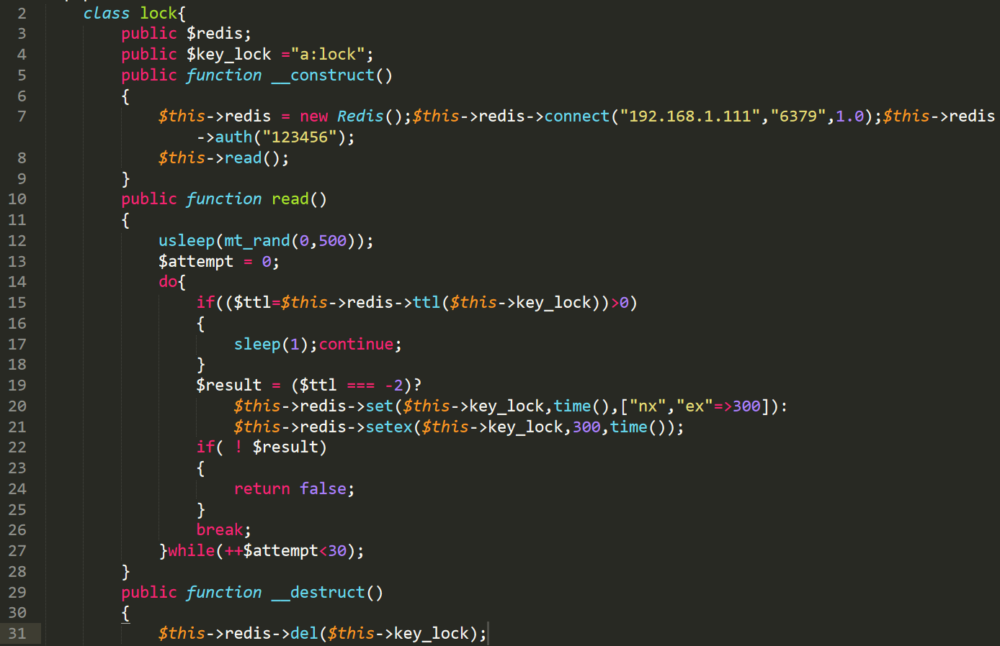 2 class lock{
3 public $redis;
4 public $key_lock ="a:lock";
5 public function __construct()
6 {
7 $this->redis = new Redis();$this->redis->connect("192.168.1.111","6379",1.0);$this->redis
->auth("123456");
8 $this->read();
9 }
10 public function read()
11 {
12 usleep(mt_rand(0,500));
13 $attempt = 0;
14 do{
15 if(($ttl=$this->redis->ttl($this->key_lock))>0)
16 {
17 sleep(1);continue;
18 }
19 $result = ($ttl === -2)?
20 $this->redis->set($this->key_lock,time(),["nx","ex"=>300]):
21 $this->redis->setex($this->key_lock,300,time());
22 if( ! $result)
23 {
24 return false;
25 }
26 break;
27 }while(++$attempt<30);
28 }
29 public function __destruct()
30 {
31 $this->redis->del($this->key_lock);